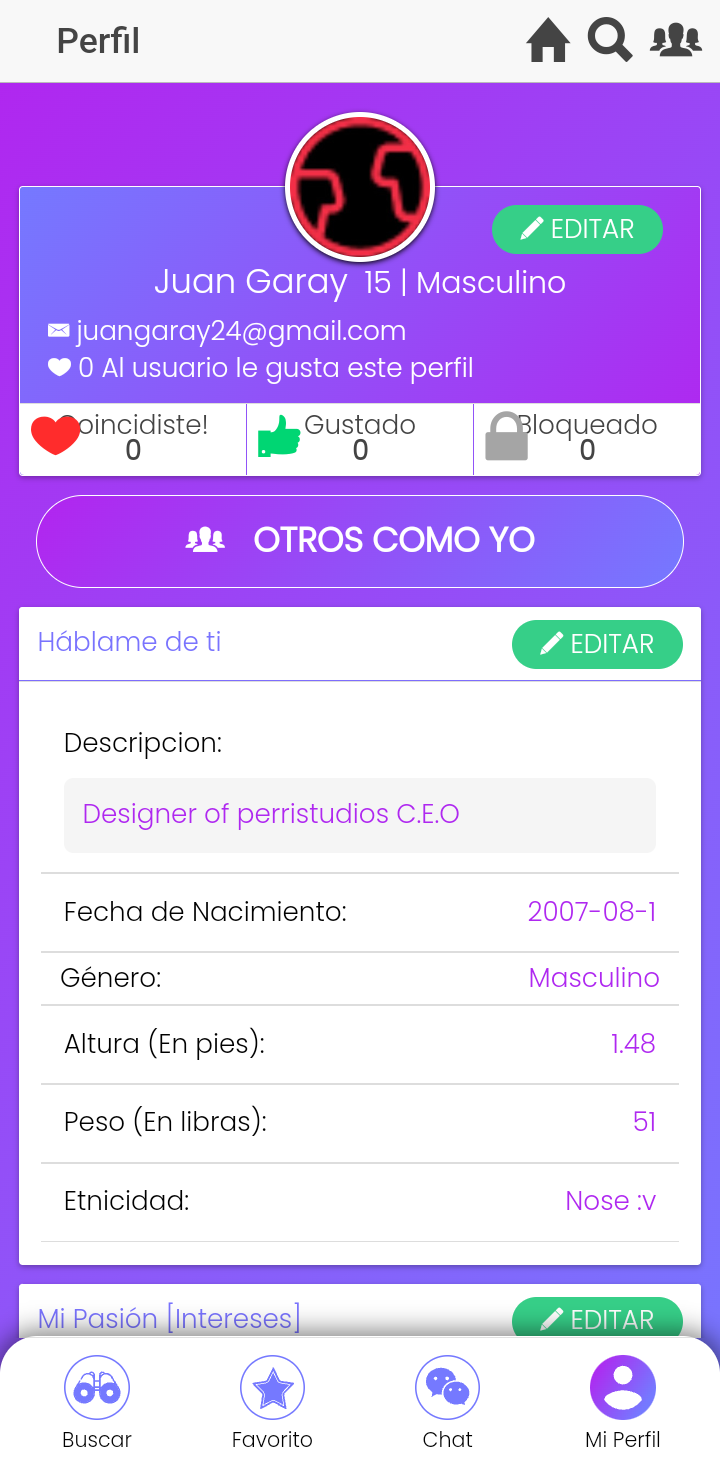 Perfil
EDITAR
Juan Garay 15 | Masculino
juangaray24@gmail.com
0 Al usuario le gusta este perfil
Coincidiste!
0
Gustado
0
Bloqueado
0
OTROS COMO YO
Háblame de ti
EDITAR
Descripcion:
Designer of perristudios C.E.O
Fecha de Nacimiento: 2007-08-1
Género: Masculino
Altura (En pies): 1.48
Peso (En libras): 51
Etnicidad: Nose :v
Mi Pasión [Intereses]
EDITAR
Buscar
Favorito
Chat
Mi Perfil